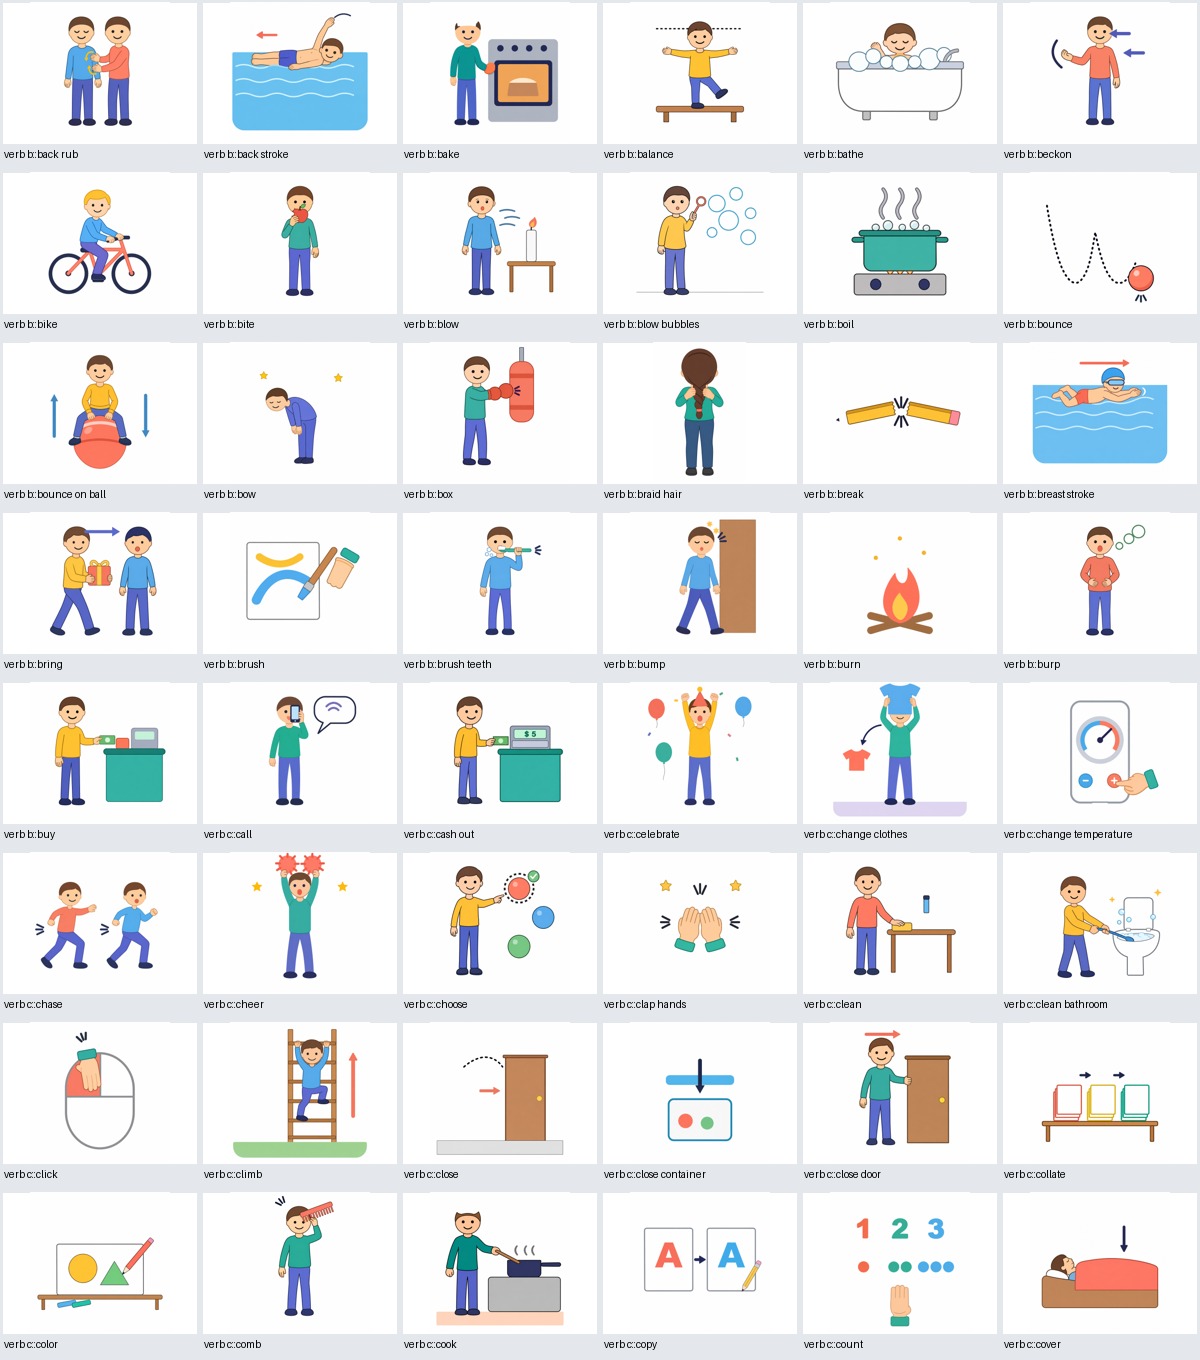 verb b::back rub
verb b::back stroke
verb b::bake
verb b::balance
verb b::bathe
verb b::beckon
verb b::bike
verb b::bite
verb b::blow
verb b::blow bubbles
verb b::boil
verb b::bounce
verb b::bounce on ball
verb b::bow
verb b::box
verb b::braid hair
verb b::break
verb b::breast stroke
verb b::bring
verb b::brush
verb b::brush teeth
verb b::bump
verb b::burn
verb b::burp
$ 5
verb b::buy
verb c::call
verb c::cash out
verb c::celebrate
verb c::change clothes
verb c::change temperature
verb c::chase
verb c::cheer
verb c::choose
verb c::clap hands
verb c::clean
verb c::clean bathroom
verb c::click
verb c::climb
verb c::close
verb c::close container
verb c::close door
verb c::collate
A A
1 2 3
verb c::color
verb c::comb
verb c::cook
verb c::copy
verb c::count
verb c::cover